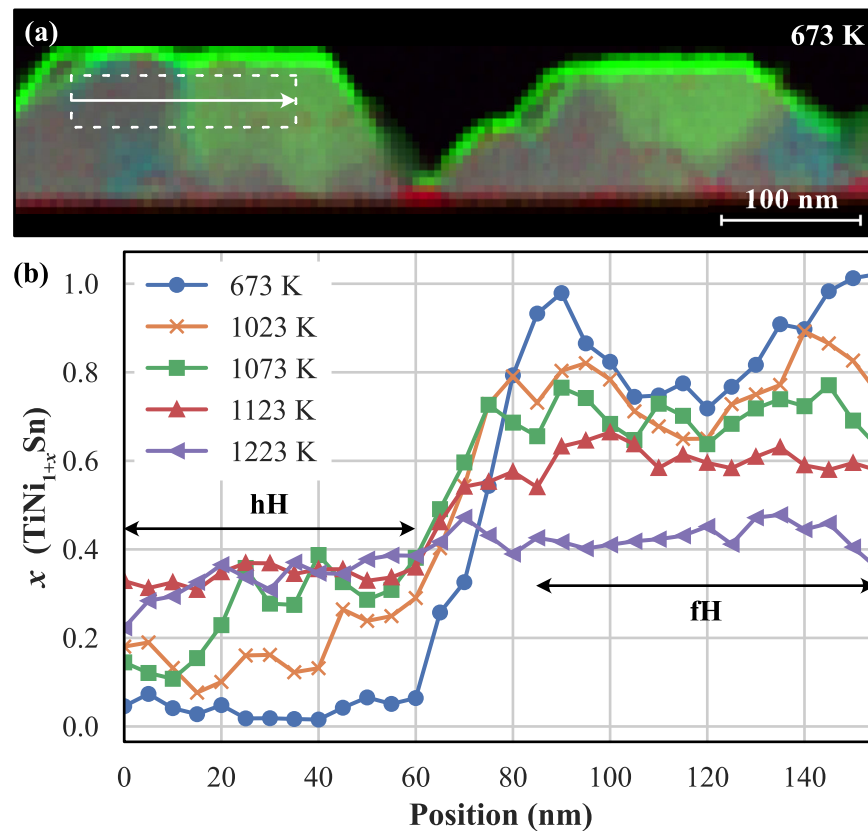 (a)
673 K
100 nm
(b)
673 K
1023 K
1073 K
1123 K
1223 K
hH
fH
x (TiNi1+xSn)
1.0
0.8
0.6
0.4
0.2
0.0
0 20 40 60 80 100 120 140
Position (nm)